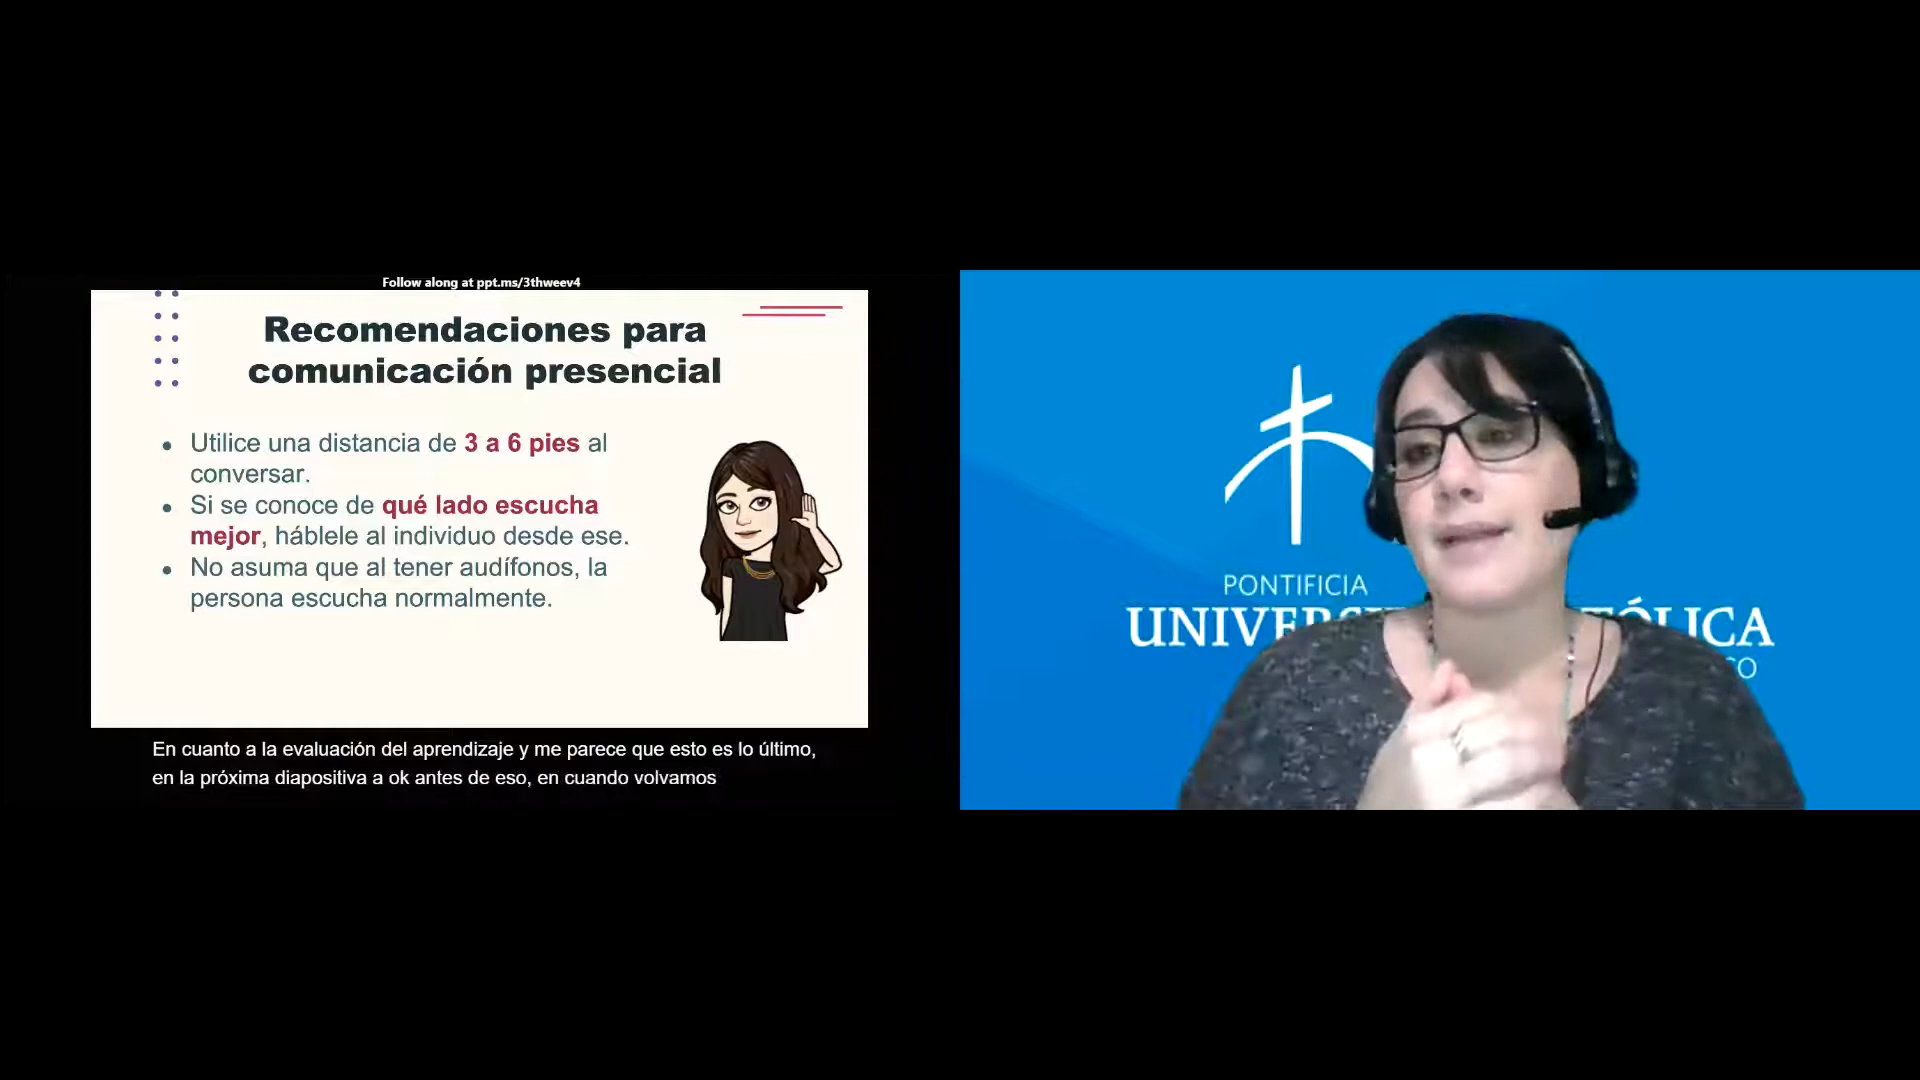 Follow along at ppt.ms/3thweev4
Recomendaciones para
comunicación presencial
Utilice una distancia de 3 a 6 pies al
conversar.
Si se conoce de qué lado escucha
mejor, háblele al individuo desde ese.
No asuma que al tener audífonos, la
persona escucha normalmente.
En cuanto a la evaluación del aprendizaje y me parece que esto es lo último,
en la próxima diapositiva a ok antes de eso, en cuando volvamos
PONTIFICIA